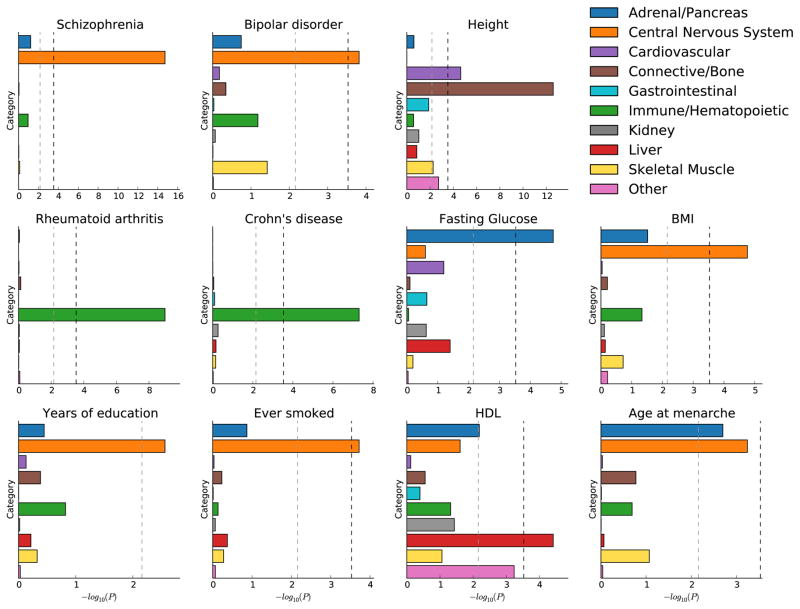 Schizophrenia
Category
0 2 4 6 8 10 12 14 16
Bipolar disorder
Category
0 1 2 3 4
Height
Category
0 2 4 6 8 10 12
Adrenal/Pancreas
Central Nervous System
Cardiovascular
Connective/Bone
Gastrointestinal
Immune/Hematopoietic
Kidney
Liver
Skeletal Muscle
Other
Rheumatoid arthritis
Category
0 2 4 6 8
Crohn's disease
Category
0 1 2 3 4 5 6 7 8
Fasting Glucose
Category
0 1 2 3 4 5
BMI
Category
0 1 2 3 4 5
Years of education
Category
0 1 2
−log₁₀(P)
Ever smoked
Category
0 1 2 3 4
−log₁₀(P)
HDL
Category
0 1 2 3 4
−log₁₀(P)
Age at menarche
Category
0 1 2 3
−log₁₀(P)